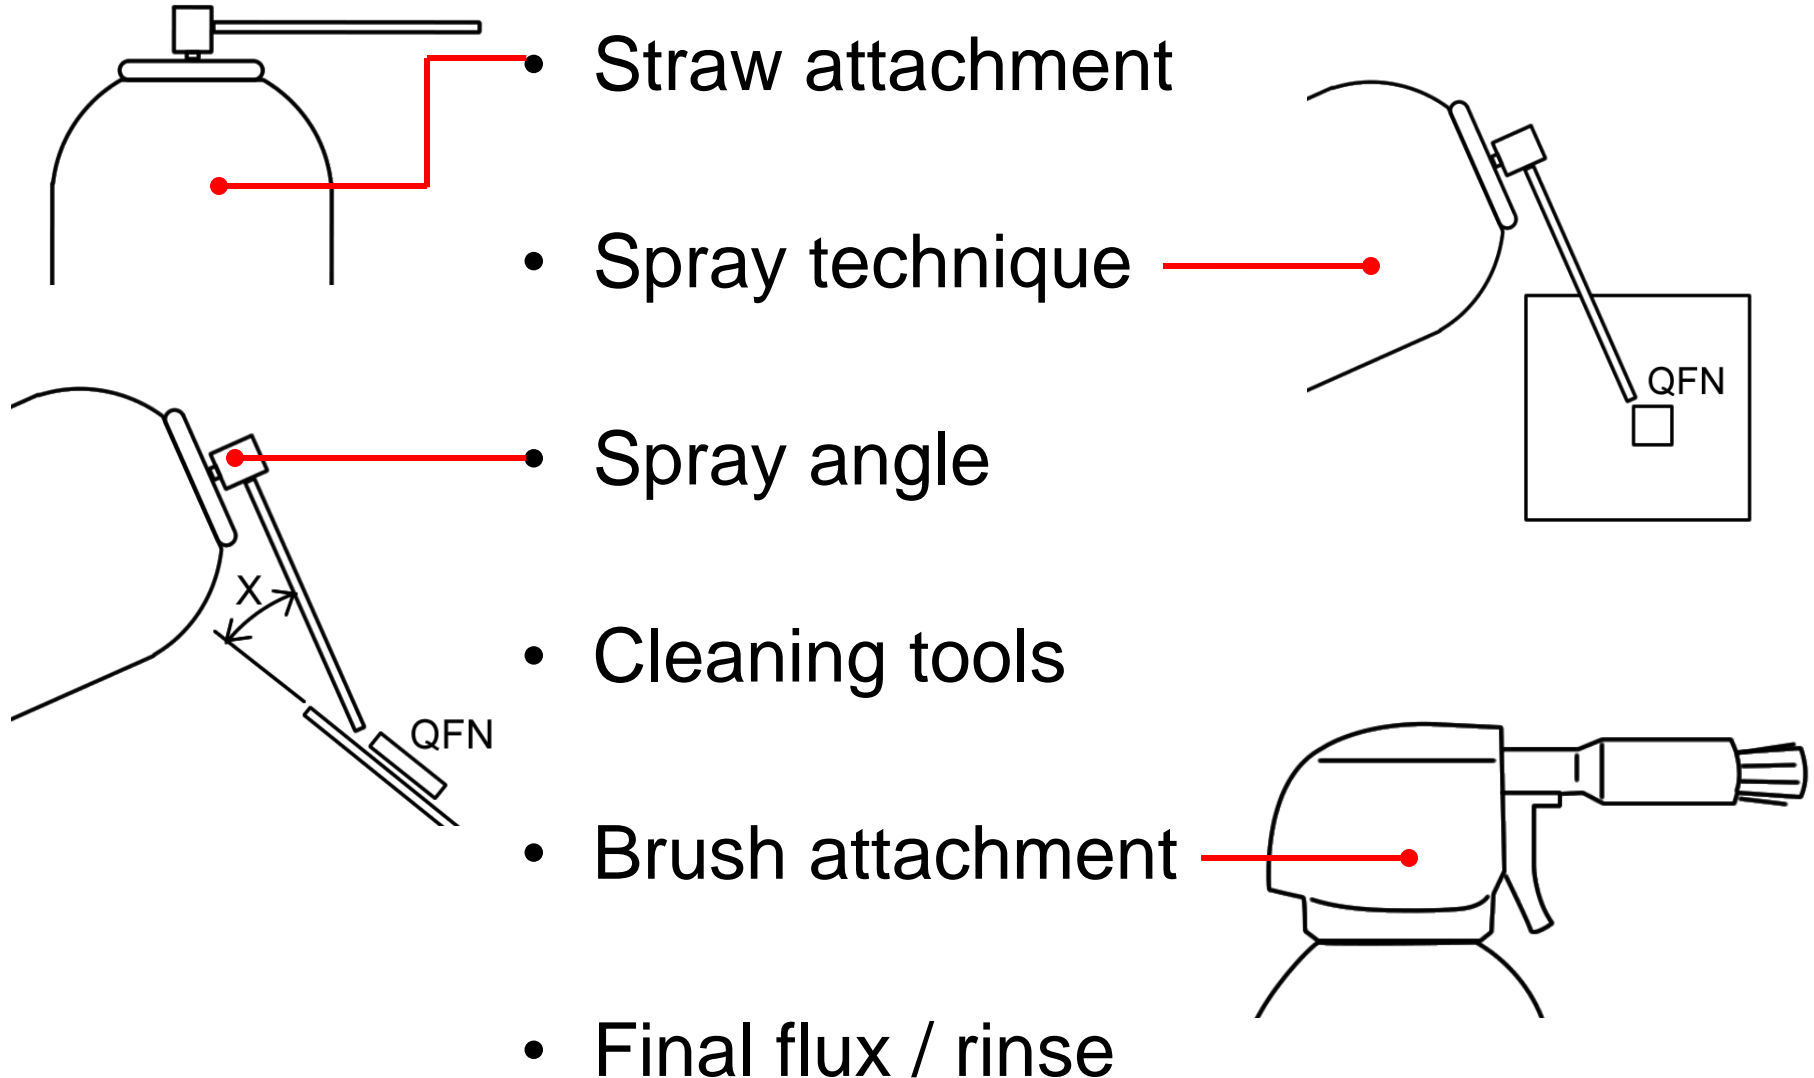 • Straw attachment
• Spray technique
QFN
• Spray angle
X
QFN
• Cleaning tools
• Brush attachment
• Final flux / rinse